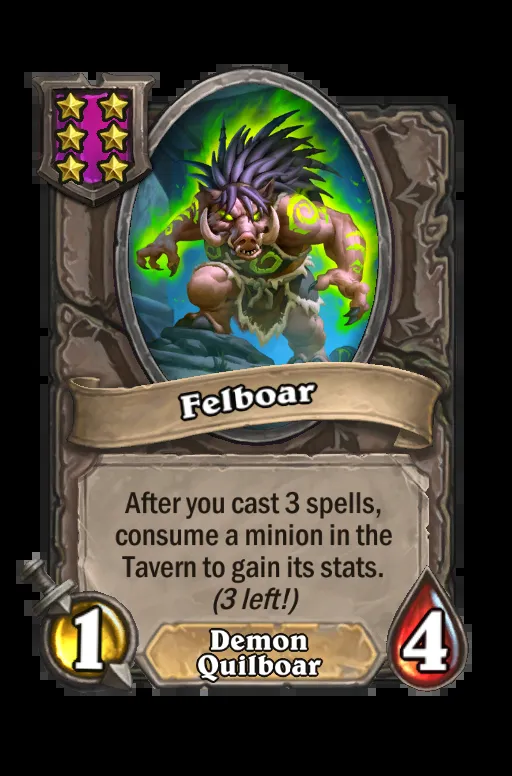 Felboar
After you cast 3 spells,
consume a minion in the
Tavern to gain its stats.
(3 left!)
1
Demon
Quilboar
4